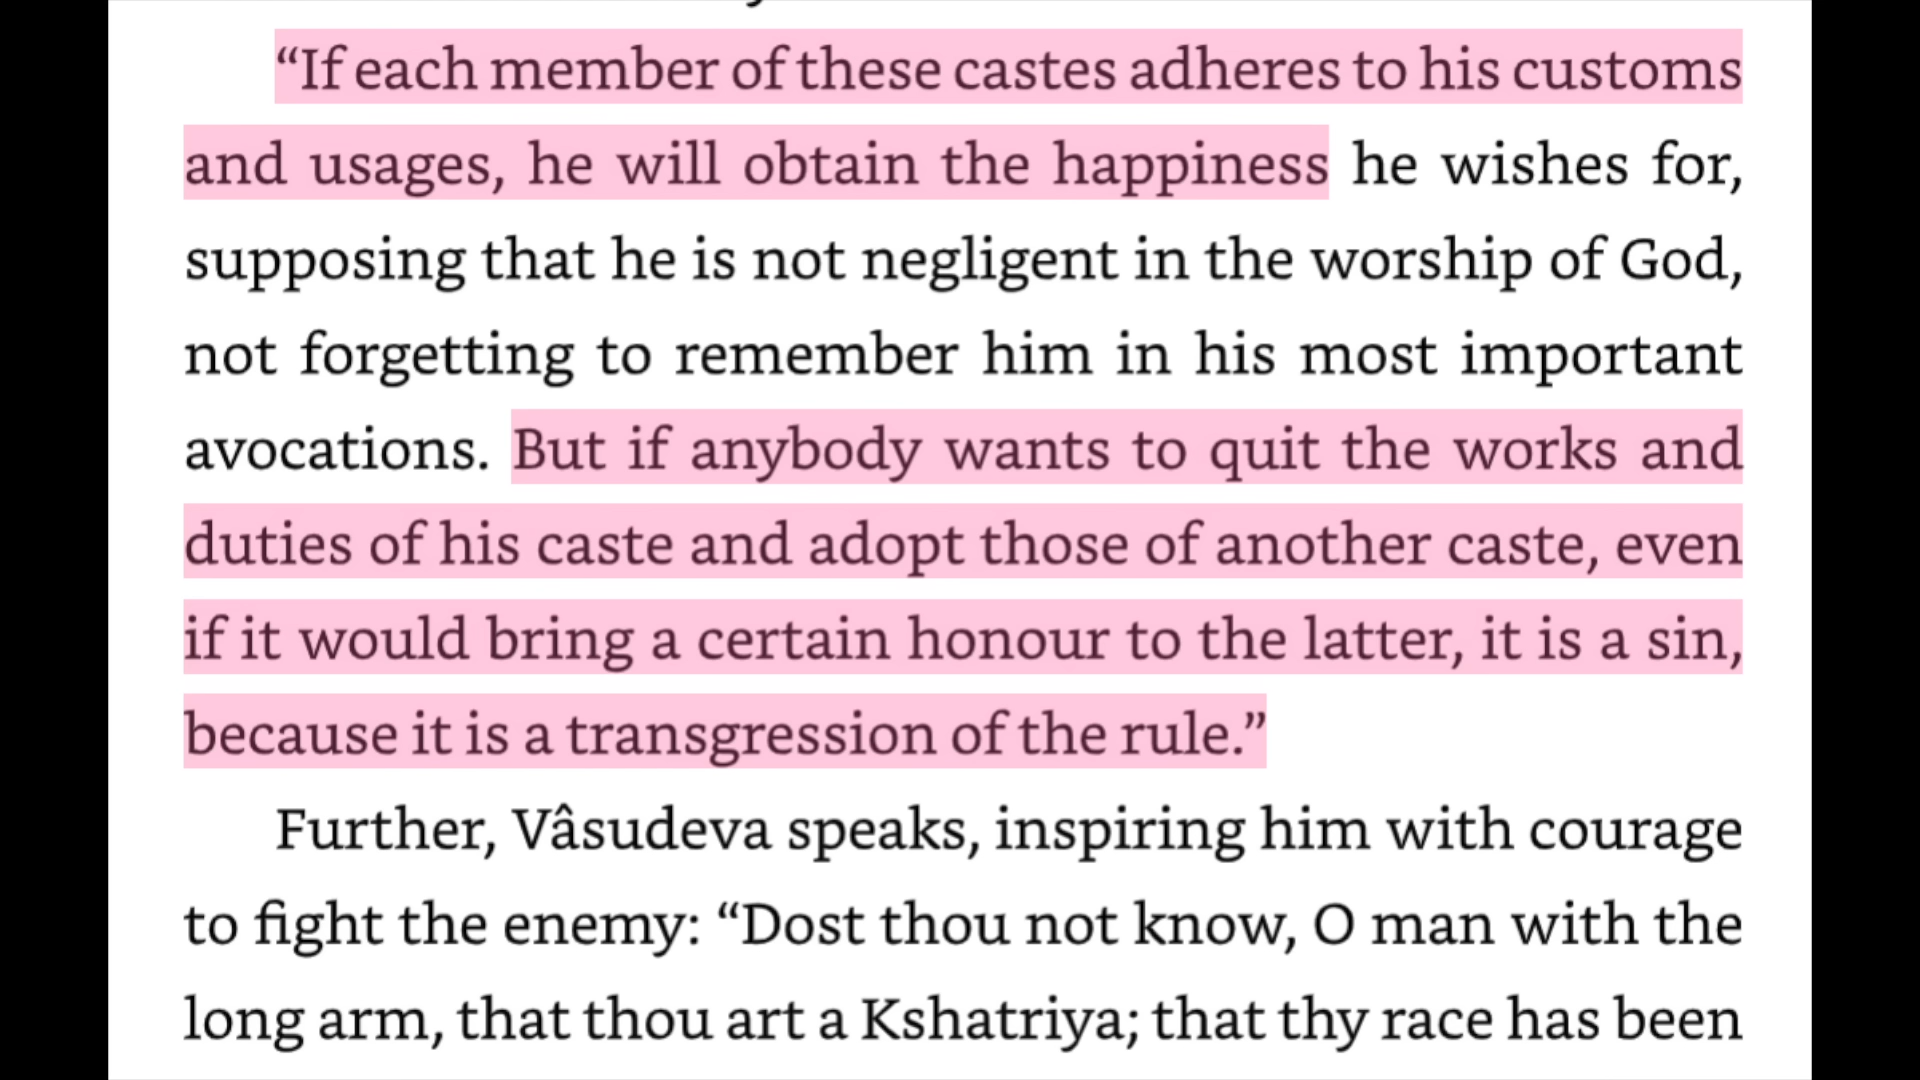 “If each member of these castes adheres to his customs
and usages, he will obtain the happiness he wishes for,
supposing that he is not negligent in the worship of God,
not forgetting to remember him in his most important
avocations. But if anybody wants to quit the works and
duties of his caste and adopt those of another caste, even
if it would bring a certain honour to the latter, it is a sin,
because it is a transgression of the rule.”
Further, Vâsudeva speaks, inspiring him with courage
to fight the enemy: “Dost thou not know, O man with the
long arm, that thou art a Kshatriya; that thy race has been